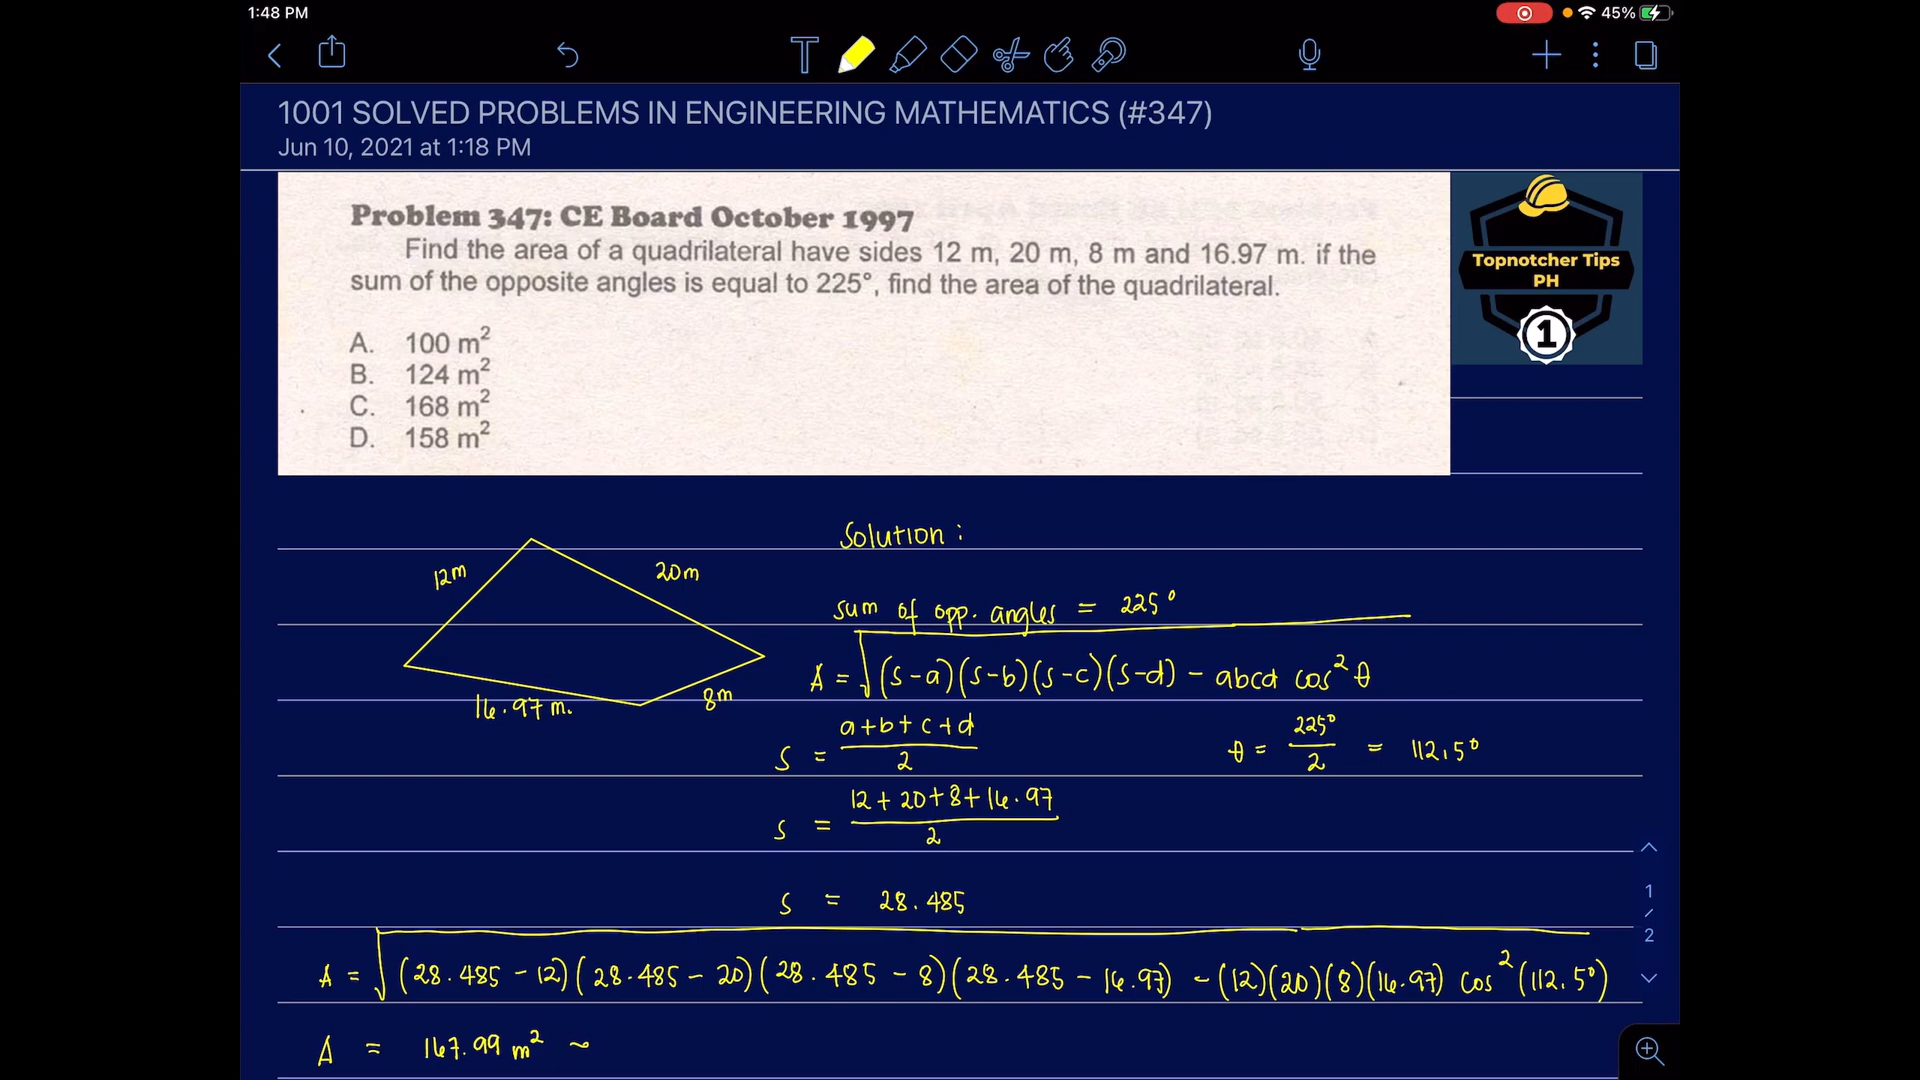 1:48 PM
45%
1001 SOLVED PROBLEMS IN ENGINEERING MATHEMATICS (#347)
Jun 10, 2021 at 1:18 PM
Problem 347: CE Board October 1997
Find the area of a quadrilateral have sides 12 m, 20 m, 8 m and 16.97 m. if the
sum of the opposite angles is equal to 225°, find the area of the quadrilateral.
A. 100 m²
B. 124 m²
C. 168 m²
D. 158 m²
Topnotcher Tips
PH
1
12m
20m
16.97 m.
8m
Solution :
sum of opp. angles = 225°
A = √(s-a)(s-b)(s-c)(s-d) - abcd cos² θ
s = a+b+c+d / 2
θ = 225° / 2 = 112.5°
s = 12+20+8+16.97 / 2
s = 28.485
A = √(28.485 - 12)(28.485 - 20)(28.485 - 8)(28.485 - 16.97) - (12)(20)(8)(16.97) cos² (112.5°)
A = 167.99 m² ~
1 / 2